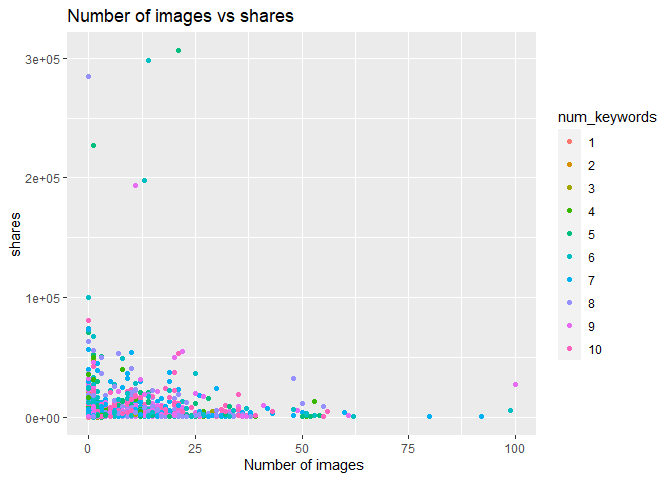 Number of images vs shares
3e+05
2e+05
1e+05
0e+00
shares
0
25
50
75
100
Number of images
num_keywords
1
2
3
4
5
6
7
8
9
10